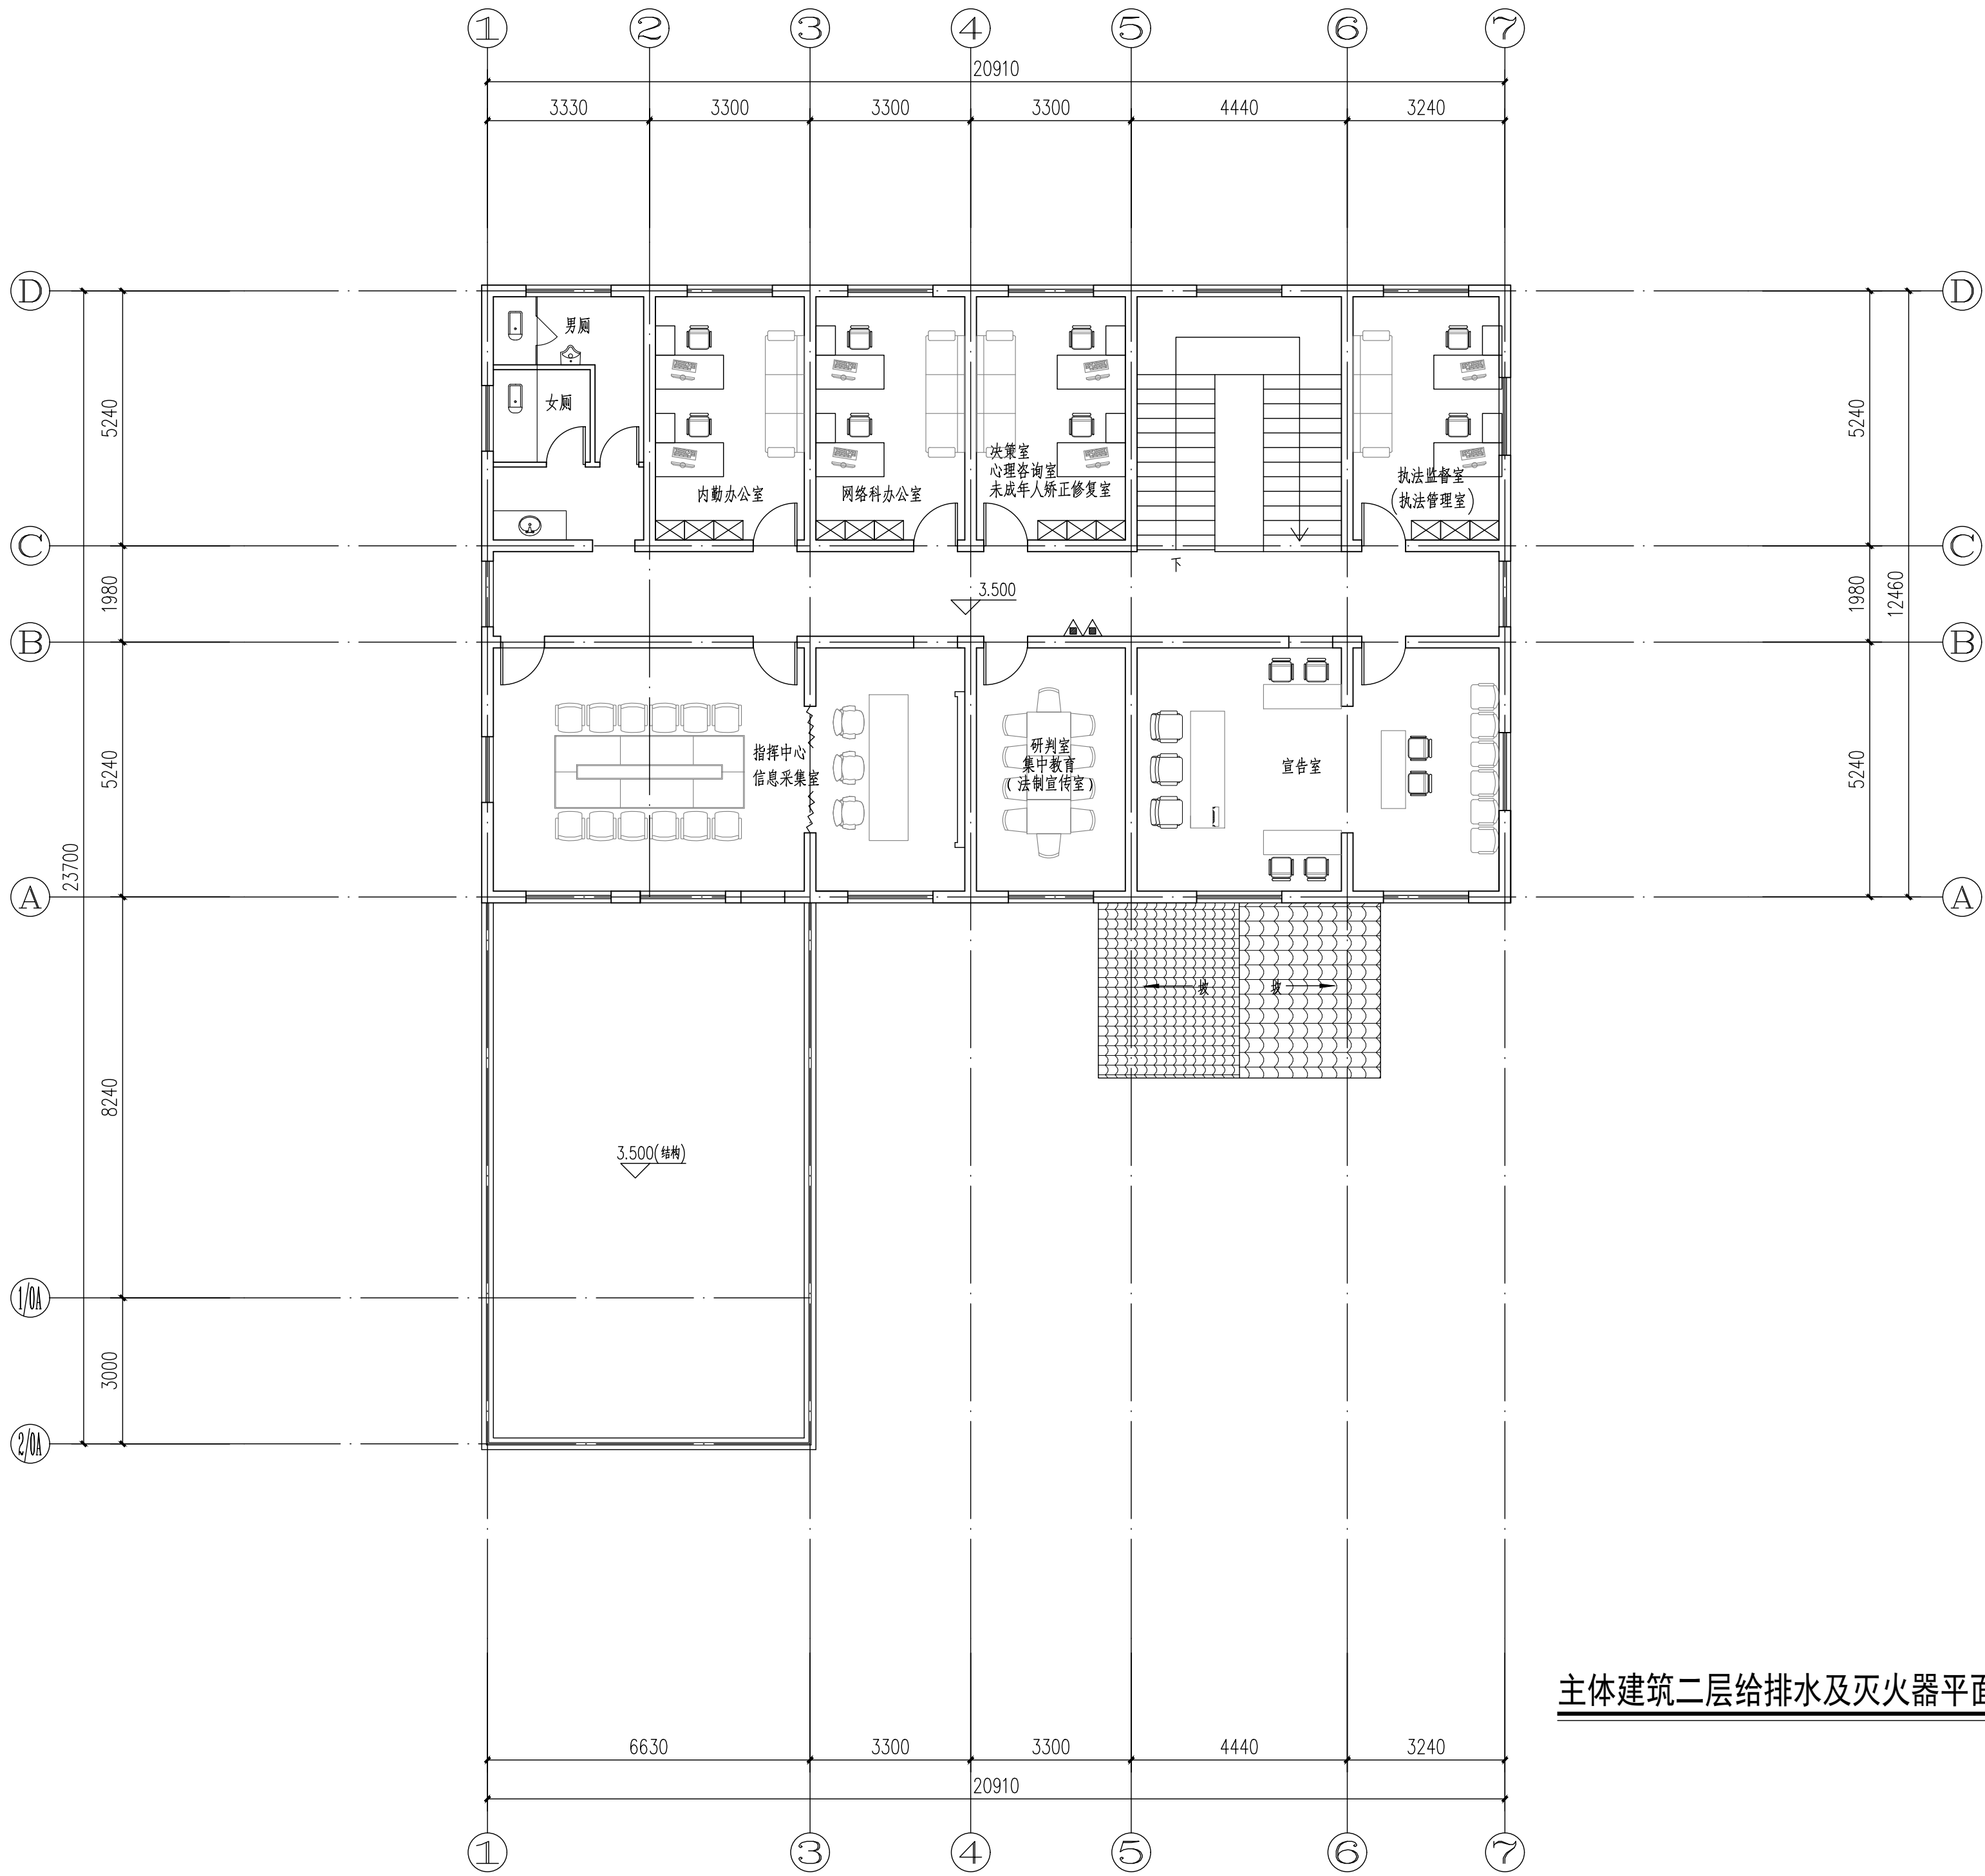 1 2 3 4 5 6 7
20910
3330 3300 3300 3300 4440 3240
D D
男厕
女厕
5240 5240
决策室
心理咨询室
未成年人矫正修复室
内勤办公室 网络科办公室
执法监督室
(执法管理室)
C C
下
1980 1980 12460
3.500
B B
指挥中心
信息采集室
研判室
集中教育
(法制宣传室)
宣告室
5240 5240
23700
A A
坡 坡
8240
3.500(结构)
1/0A
3000
2/0A
主体建筑二层给排水及灭火器平面
6630 3300 3300 4440 3240
20910
1 3 4 5 6 7